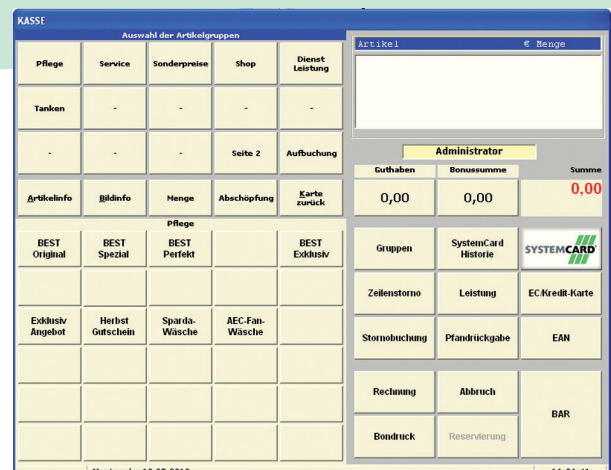 KASSE
Auswahl der Artikelgruppen
Pflege Service Sonderpreise Shop Dienst Leistung
Tanken - - - -
- - - Seite 2 Aufbuchung
Artikelinfo Bildinfo Menge Abschöpfung Karte zurück
Pflege
BEST Original BEST Spezial BEST Perfekt BEST Exklusiv
Exklusiv Angebot Herbst Gutschein Sparda-Wäsche AEC-Fan-Wäsche
Artikel € Menge
Administrator
Guthaben Bonussumme Summe
0,00 0,00 0,00
Gruppen SystemCard Historie SYSTEMCARD
Zeilenstorno Leistung EC/Kredit-Karte
Stornobuchung Pfandrückgabe EAN
Rechnung Abbruch BAR
Bondruck Reservierung